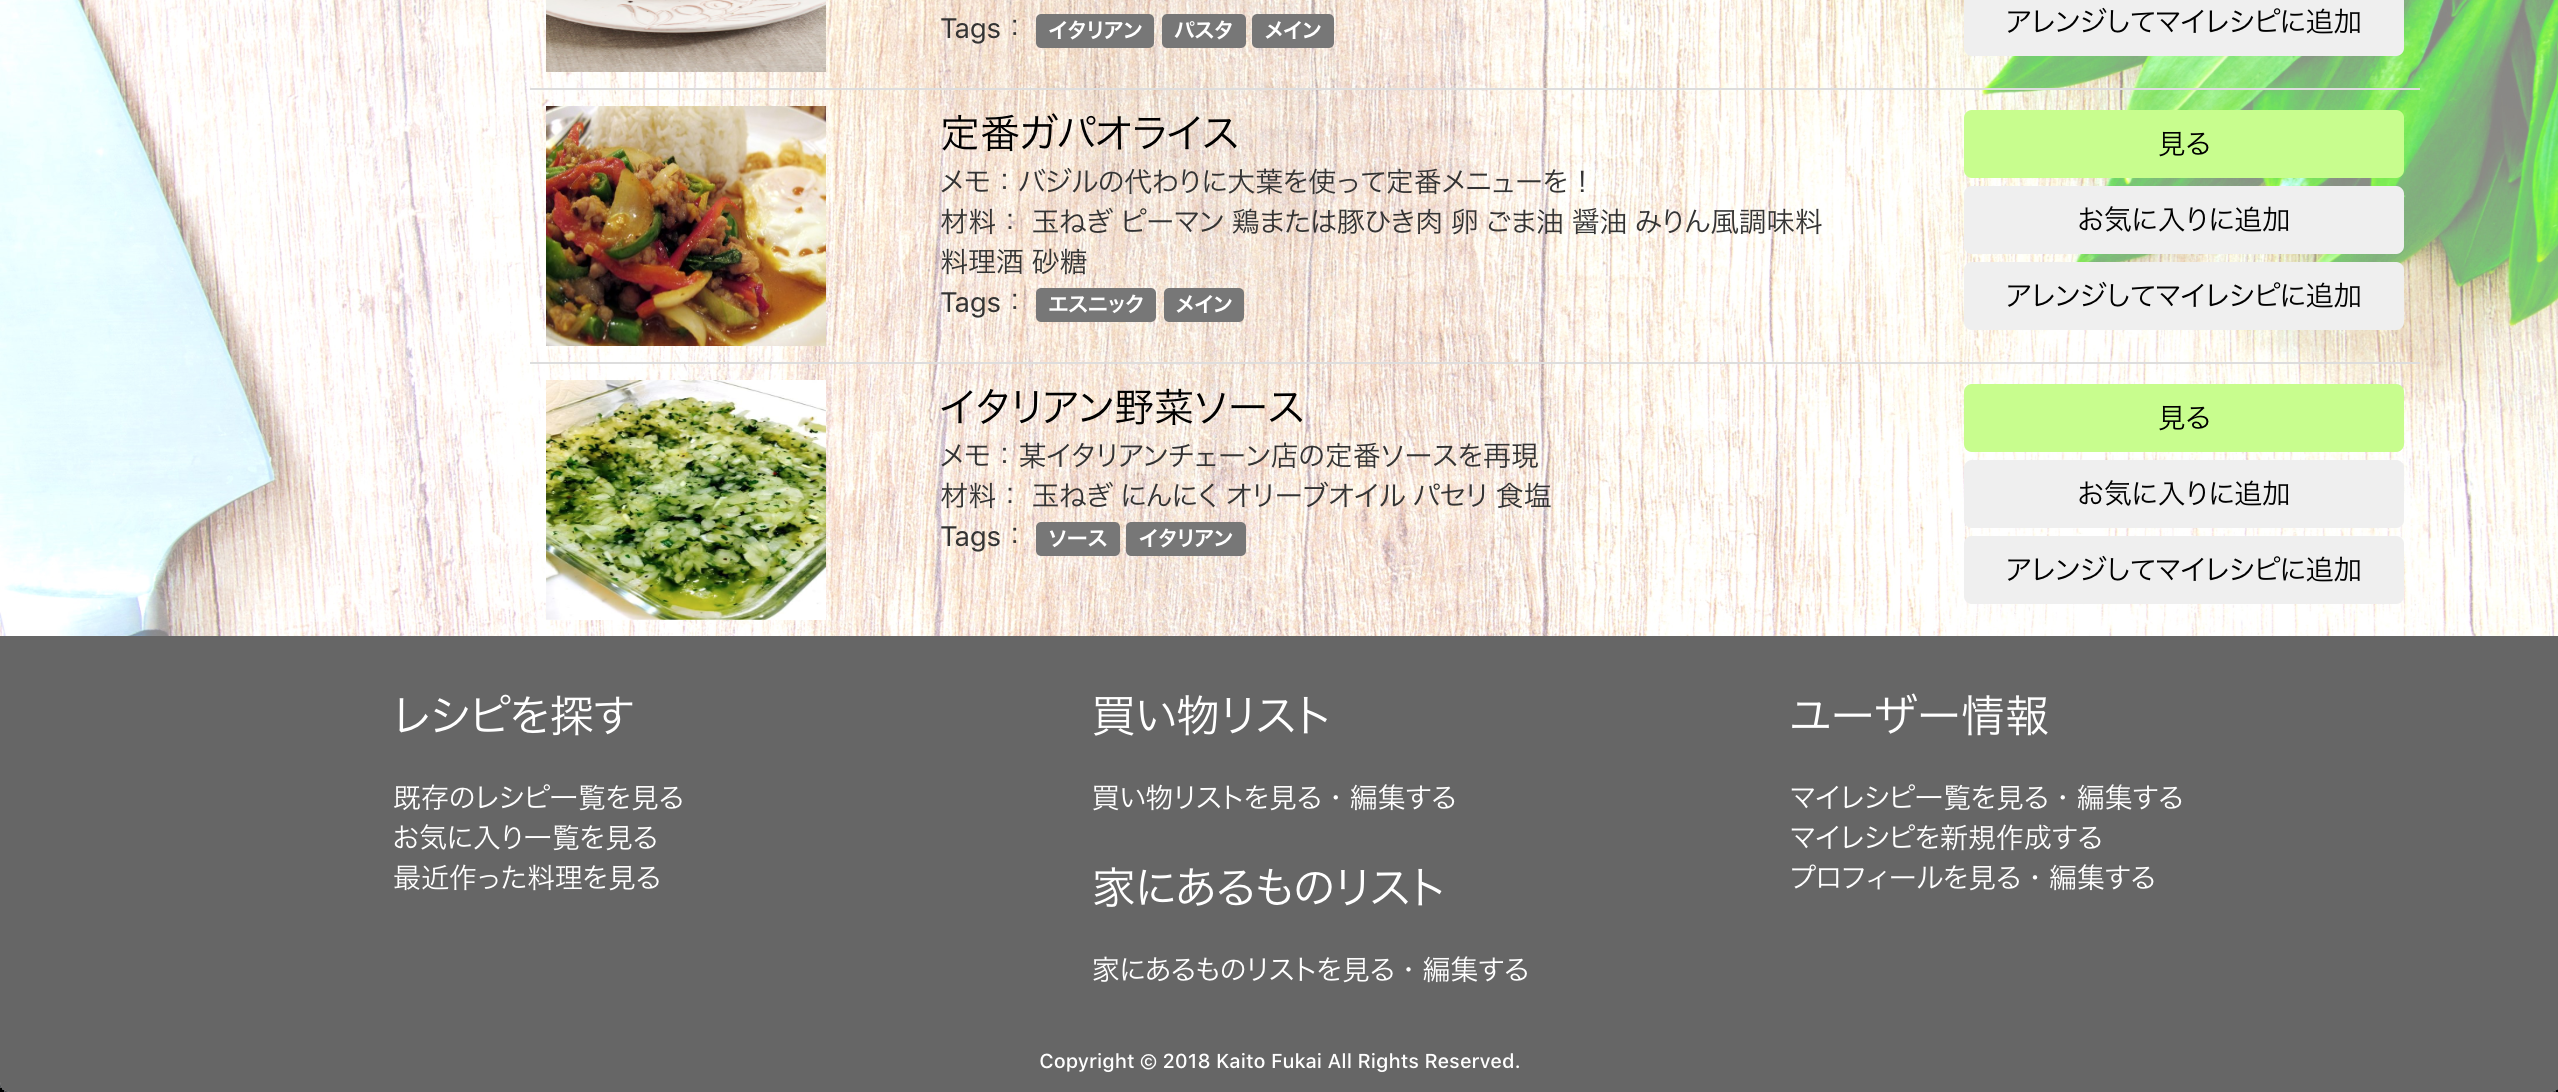 Tags： イタリアン パスタ メイン
アレンジしてマイレシピに追加
定番ガパオライス
メモ：バジルの代わりに大葉を使って定番メニューを！
材料： 玉ねぎ ピーマン 鶏または豚ひき肉 卵 ごま油 醤油 みりん風調味料
料理酒 砂糖
Tags： エスニック メイン
見る
お気に入りに追加
アレンジしてマイレシピに追加
イタリアン野菜ソース
メモ：某イタリアンチェーン店の定番ソースを再現
材料： 玉ねぎ にんにく オリーブオイル パセリ 食塩
Tags： ソース イタリアン
見る
お気に入りに追加
アレンジしてマイレシピに追加
レシピを探す
既存のレシピ一覧を見る
お気に入り一覧を見る
最近作った料理を見る
買い物リスト
買い物リストを見る・編集する
家にあるものリスト
家にあるものリストを見る・編集する
ユーザー情報
マイレシピ一覧を見る・編集する
マイレシピを新規作成する
プロフィールを見る・編集する
Copyright © 2018 Kaito Fukai All Rights Reserved.